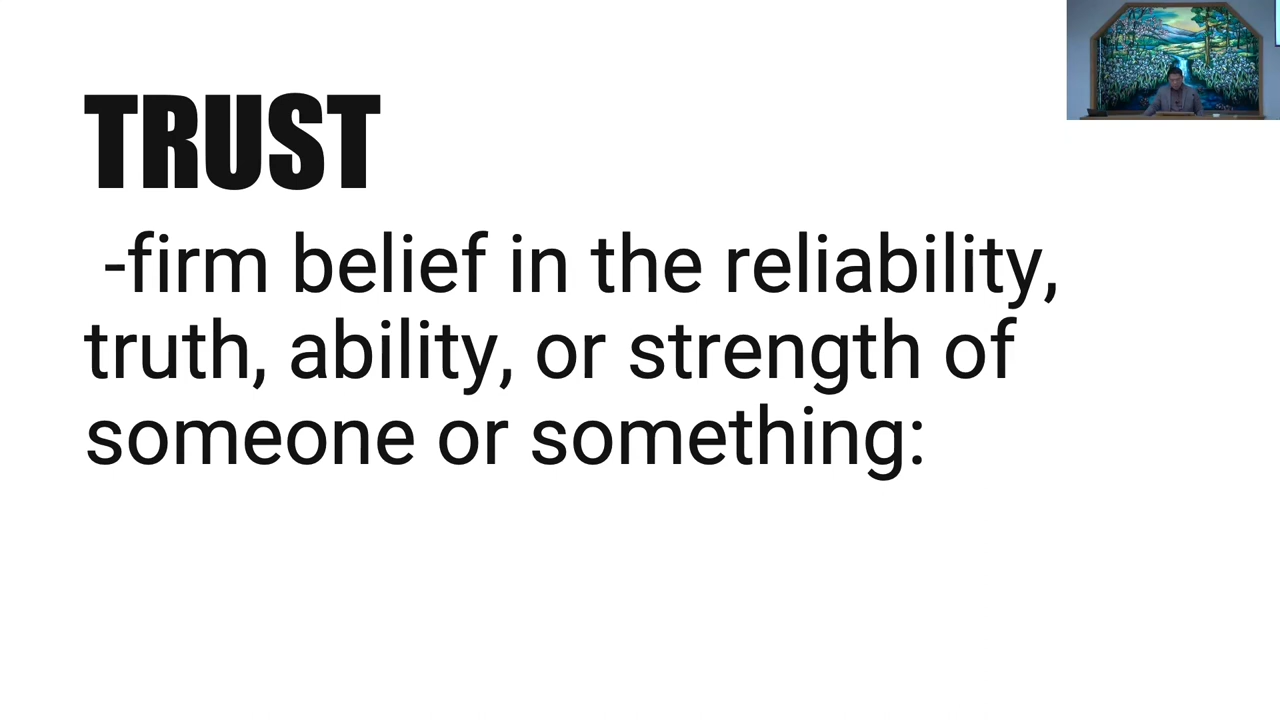 TRUST
-firm belief in the reliability,
truth, ability, or strength of
someone or something: